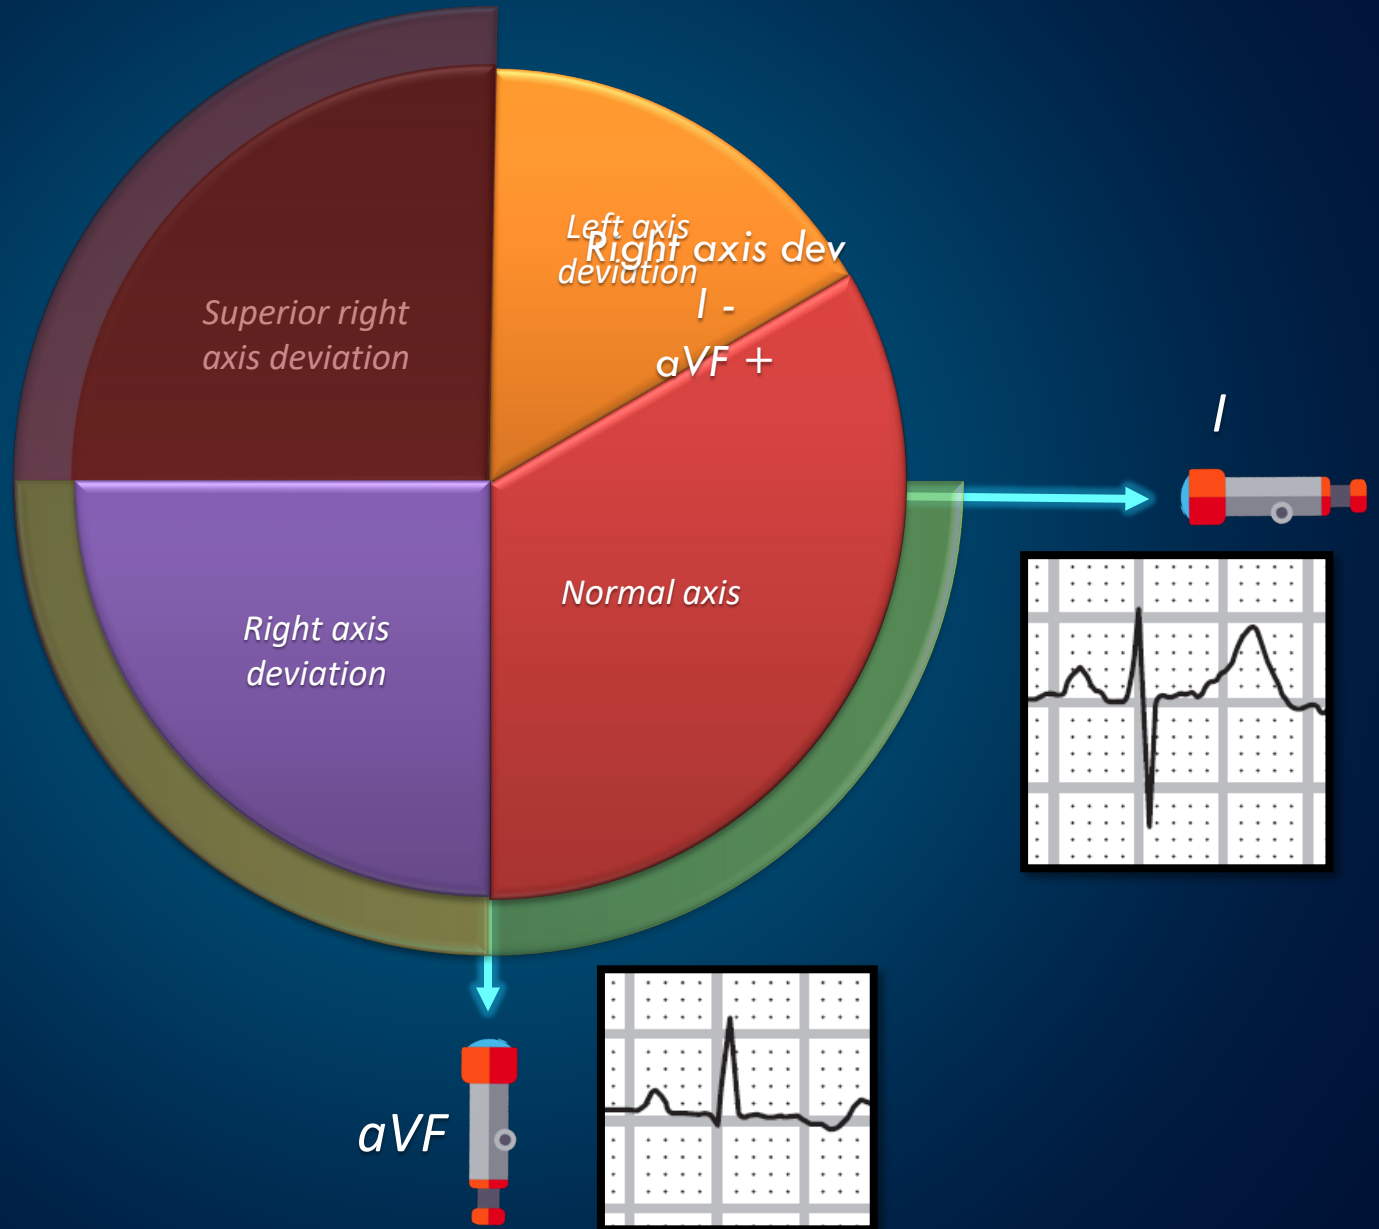 Left axis
deviation
Right axis dev
I -
aVF +
Superior right
axis deviation
I
Normal axis
Right axis
deviation
aVF